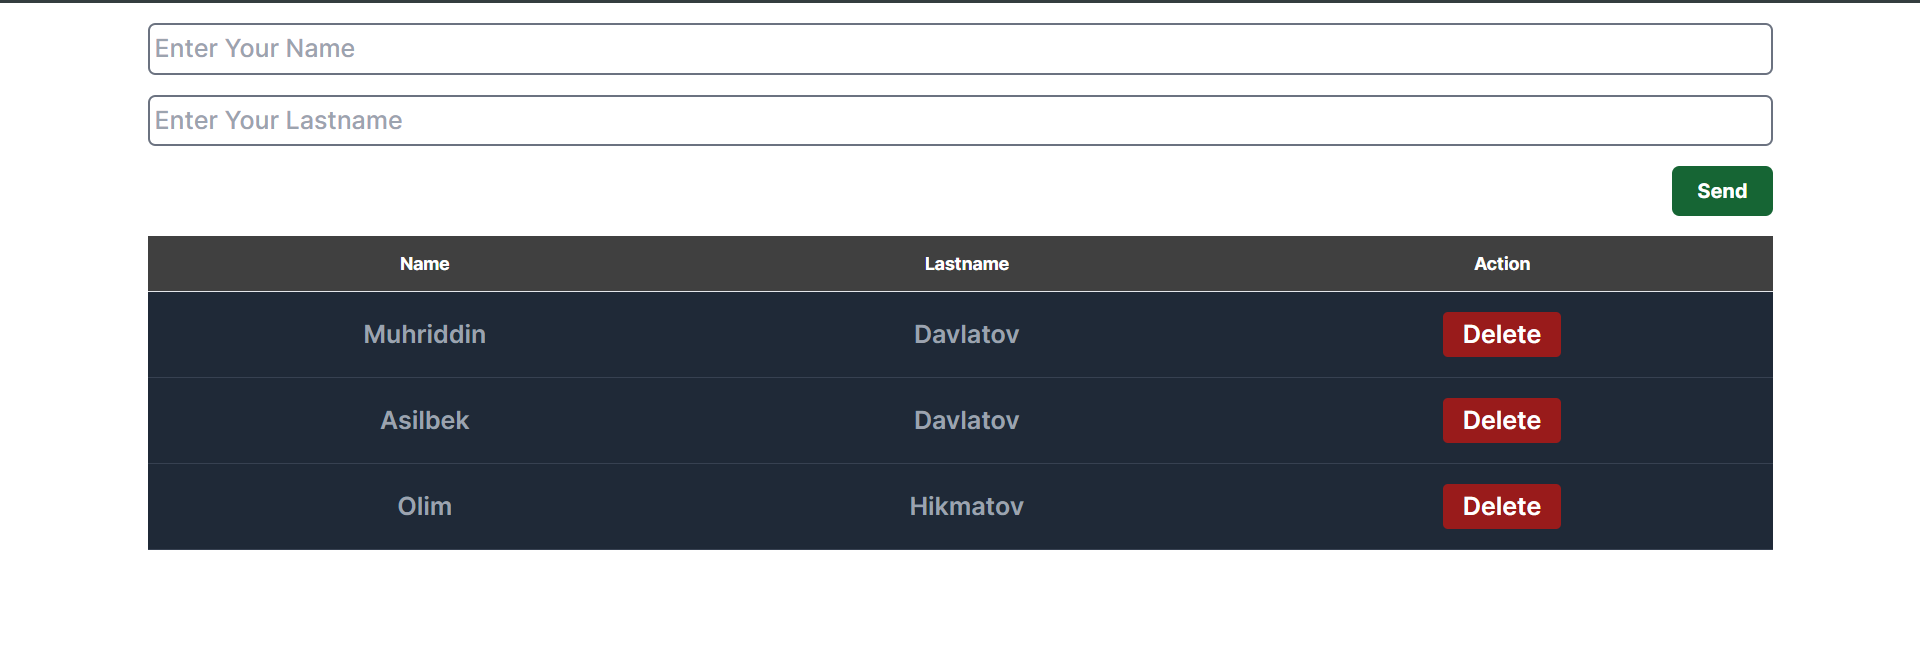 Enter Your Name
Enter Your Lastname
Send
Name Lastname Action
Muhriddin Davlatov Delete
Asilbek Davlatov Delete
Olim Hikmatov Delete